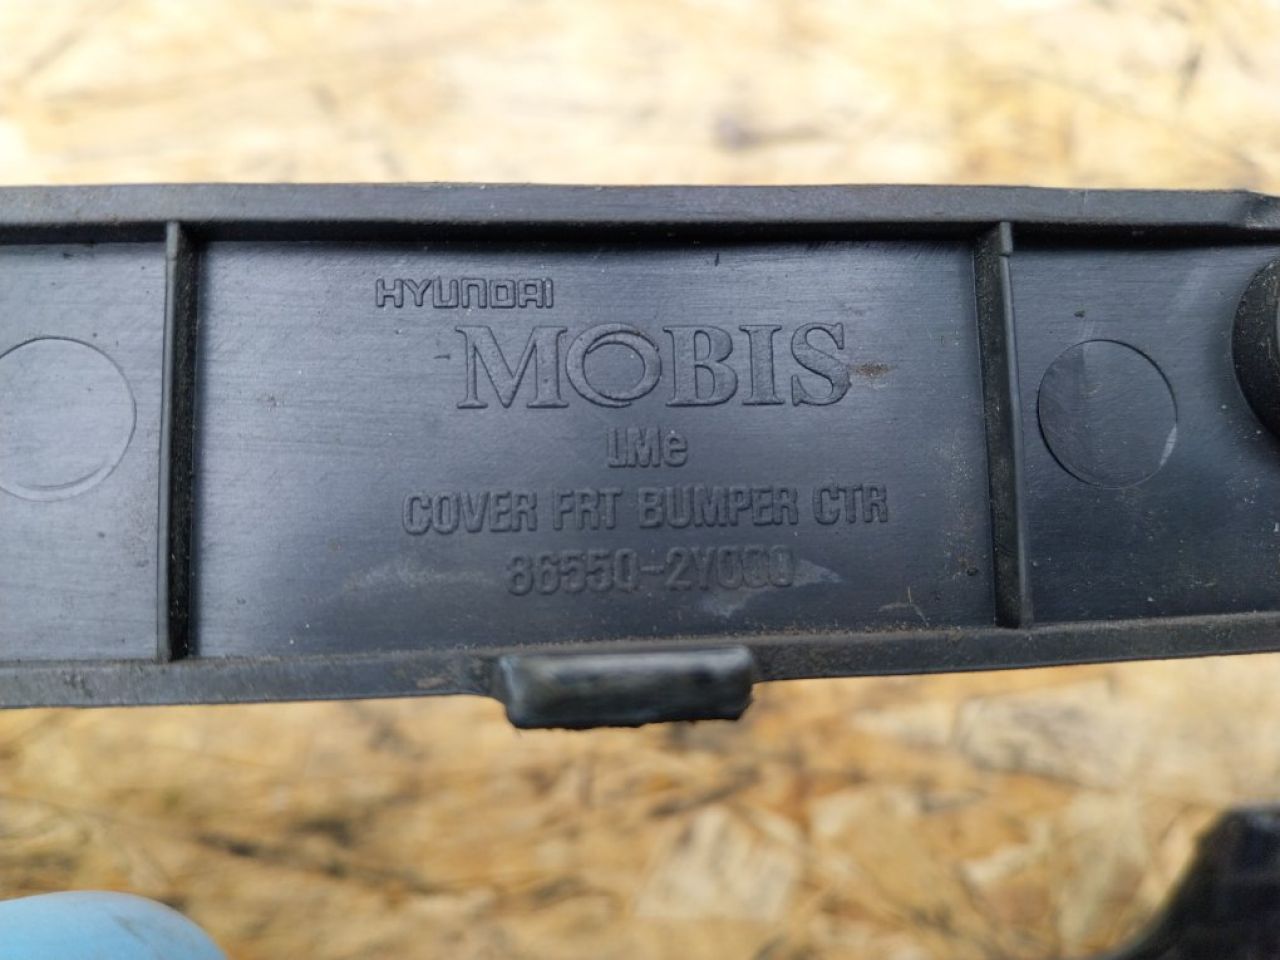 HYUNDAI
MOBIS
LMe
COVER FRT BUMPER CTR
86550-2Y000